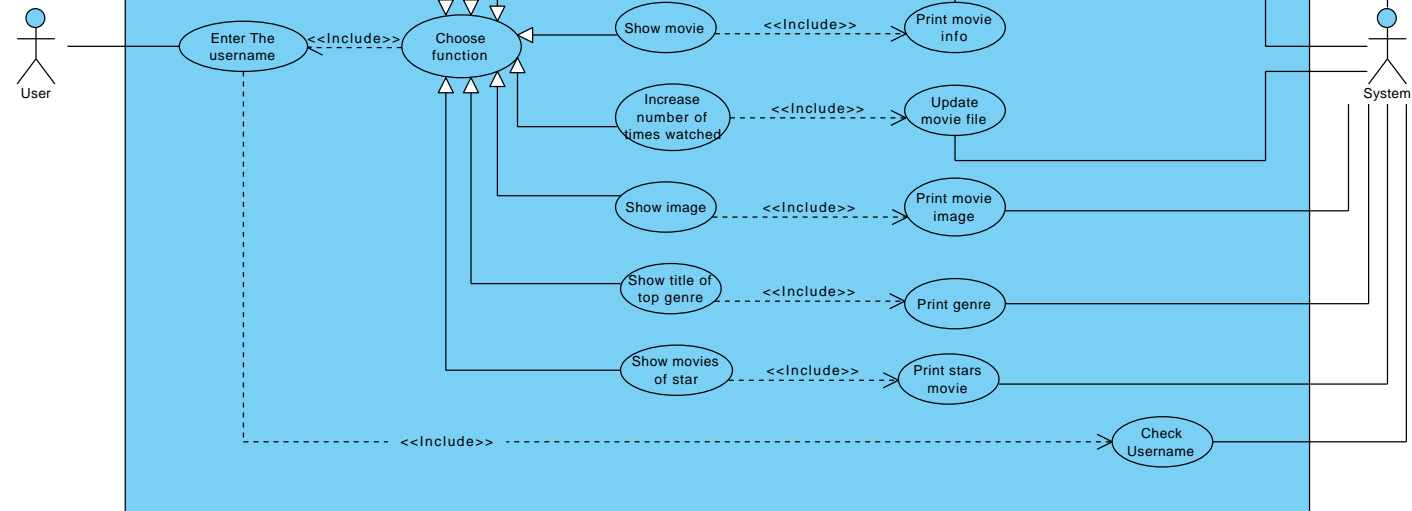 Enter The
username
<<Include>>
Choose
function
Show movie
<<Include>>
Print movie
info
User
System
Increase
number of
times watched
<<Include>>
Update
movie file
Show image
<<Include>>
Print movie
image
Show title of
top genre
<<Include>>
Print genre
Show movies
of star
<<Include>>
Print stars
movie
<<Include>>
Check
Username